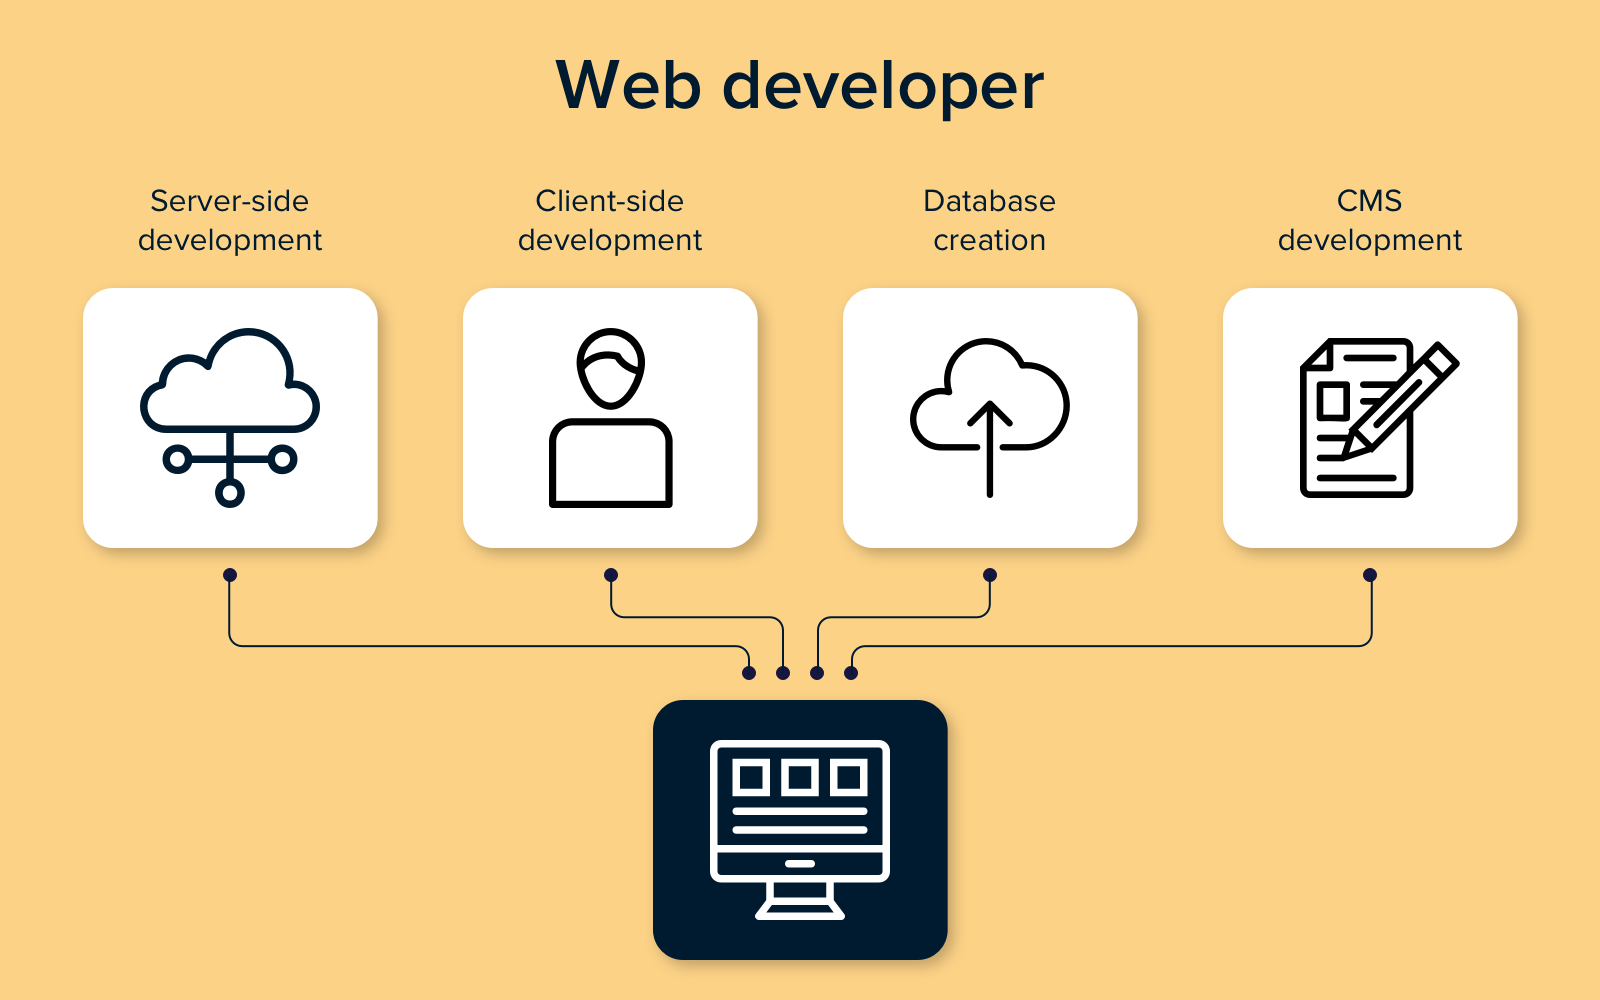 Web developer
Server-side
development
Client-side
development
Database
creation
CMS
development